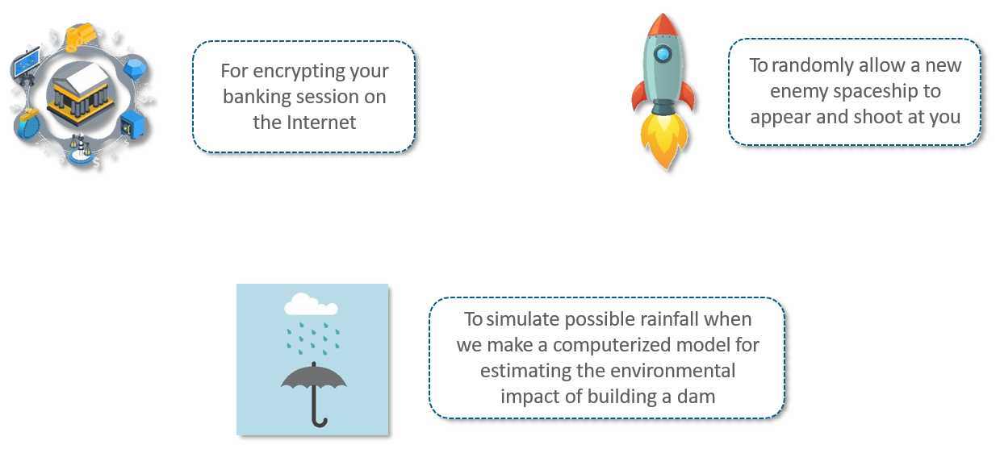 For encrypting your
banking session on
the Internet
To randomly allow a new
enemy spaceship to
appear and shoot at you
To simulate possible rainfall when
we make a computerized model for
estimating the environmental
impact of building a dam